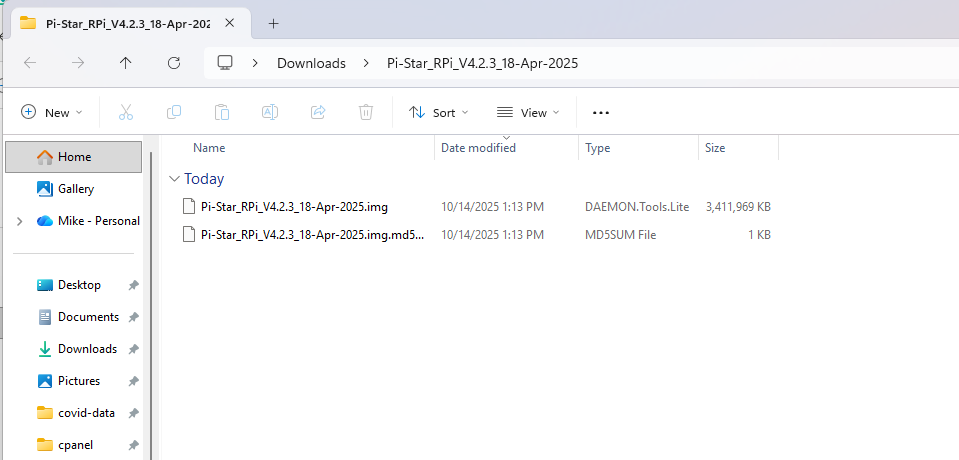 Pi-Star_RPi_V4.2.3_18-Apr-202
Downloads > Pi-Star_RPi_V4.2.3_18-Apr-2025
New Sort View
Name Date modified Type Size
Home
Today
Gallery
Pi-Star_RPi_V4.2.3_18-Apr-2025.img 10/14/2025 1:13 PM DAEMON.Tools.Lite 3,411,969 KB
Mike - Personal
Pi-Star_RPi_V4.2.3_18-Apr-2025.img.md5... 10/14/2025 1:13 PM MD5SUM File 1 KB
Desktop
Documents
Downloads
Pictures
covid-data
cpanel